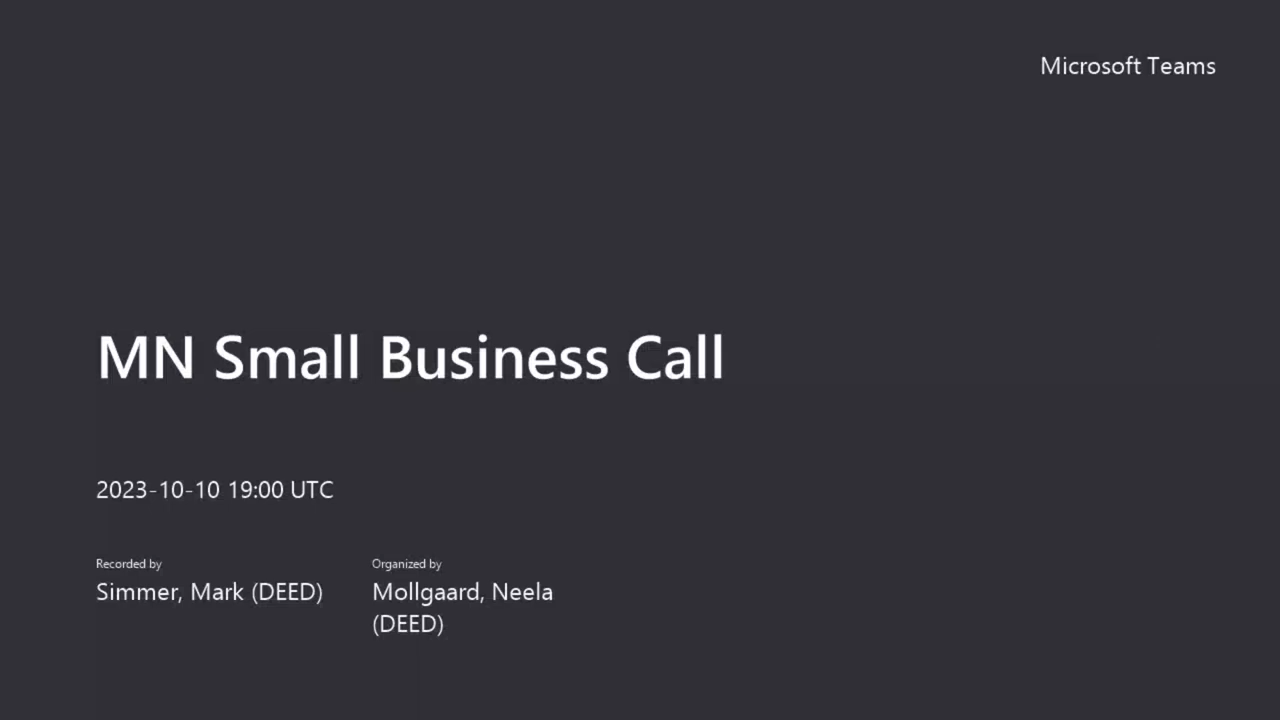 Microsoft Teams
MN Small Business Call
2023-10-10 19:00 UTC
Recorded by
Simmer, Mark (DEED)
Organized by
Mollgaard, Neela
(DEED)